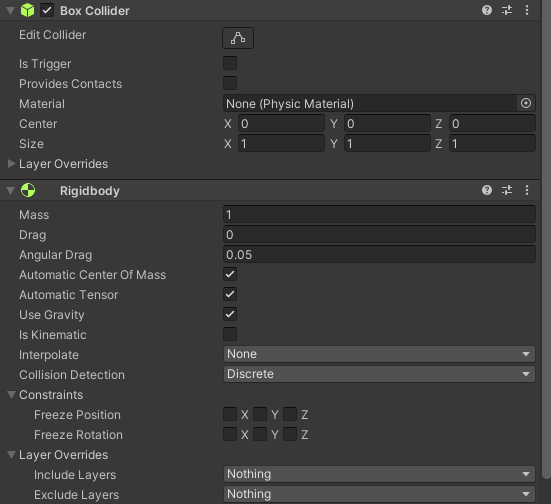 Box Collider
Edit Collider
Is Trigger
Provides Contacts
Material None (Physic Material)
Center X 0 Y 0 Z 0
Size X 1 Y 1 Z 1
Layer Overrides
Rigidbody
Mass 1
Drag 0
Angular Drag 0.05
Automatic Center Of Mass
Automatic Tensor
Use Gravity
Is Kinematic
Interpolate None
Collision Detection Discrete
Constraints
Freeze Position X Y Z
Freeze Rotation X Y Z
Layer Overrides
Include Layers Nothing
Exclude Layers Nothing